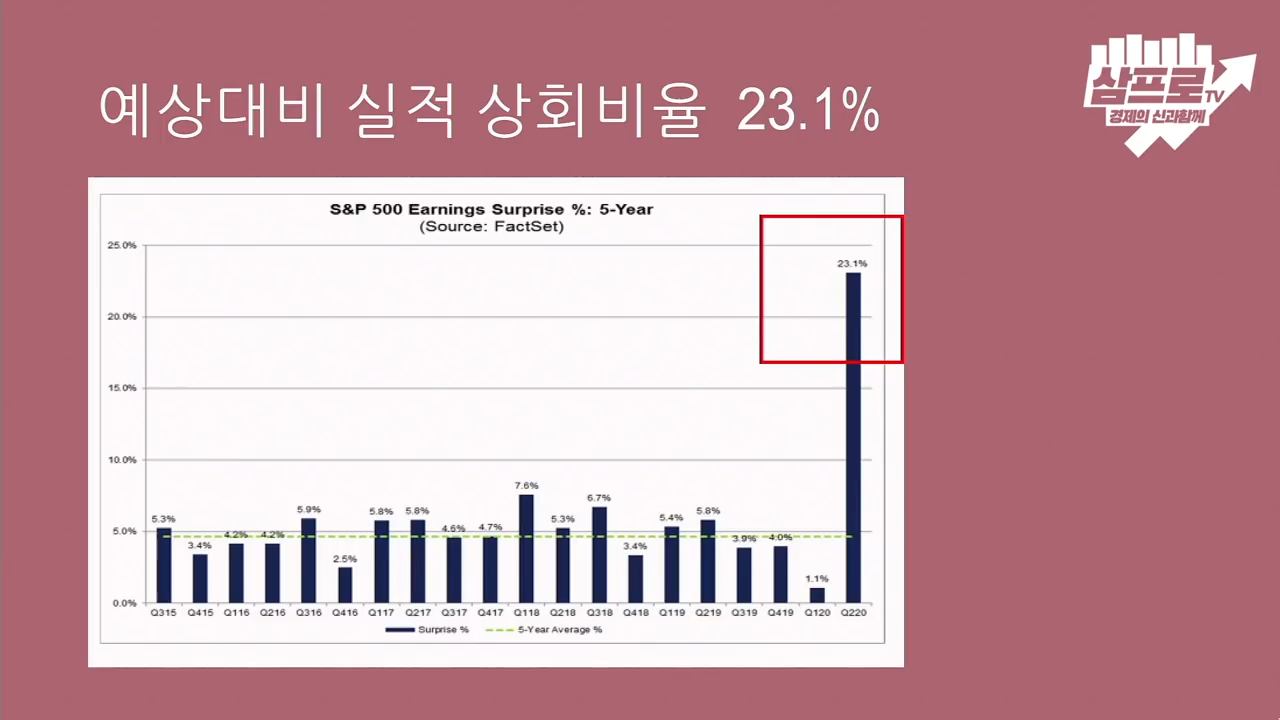 예상대비 실적 상회비율 23.1%
삼프로TV
경제의 신과함께
S&P 500 Earnings Surprise %: 5-Year
(Source: FactSet)
25.0%
20.0%
15.0%
10.0%
5.0%
0.0%
5.3% 3.4% 4.2% 4.2% 5.9% 2.5% 5.8% 5.8% 4.6% 4.7% 7.6% 5.3% 6.7% 3.4% 5.4% 5.8% 3.9% 4.0% 1.1% 23.1%
Q315 Q415 Q116 Q216 Q316 Q416 Q117 Q217 Q317 Q417 Q118 Q218 Q318 Q418 Q119 Q219 Q319 Q419 Q120 Q220
Surprise % 5-Year Average %